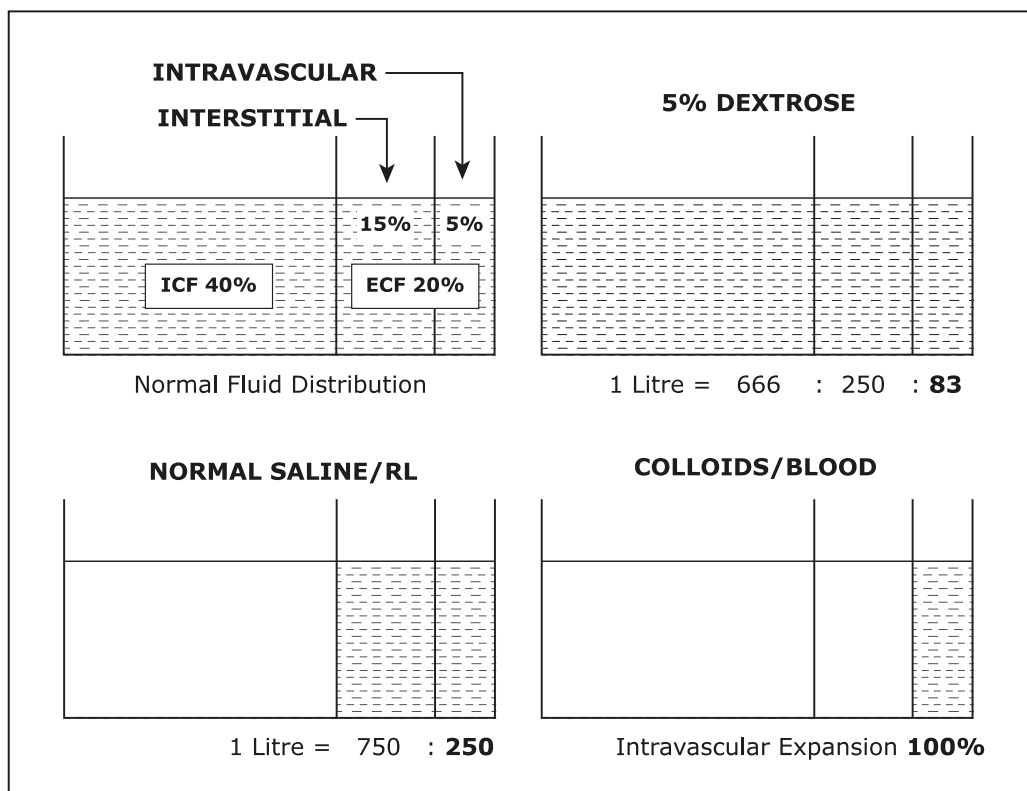 INTRAVASCULAR
INTERSTITIAL
15% 5%
ICF 40% ECF 20%
Normal Fluid Distribution
5% DEXTROSE
1 Litre = 666 : 250 : 83
NORMAL SALINE/RL
1 Litre = 750 : 250
COLLOIDS/BLOOD
Intravascular Expansion 100%